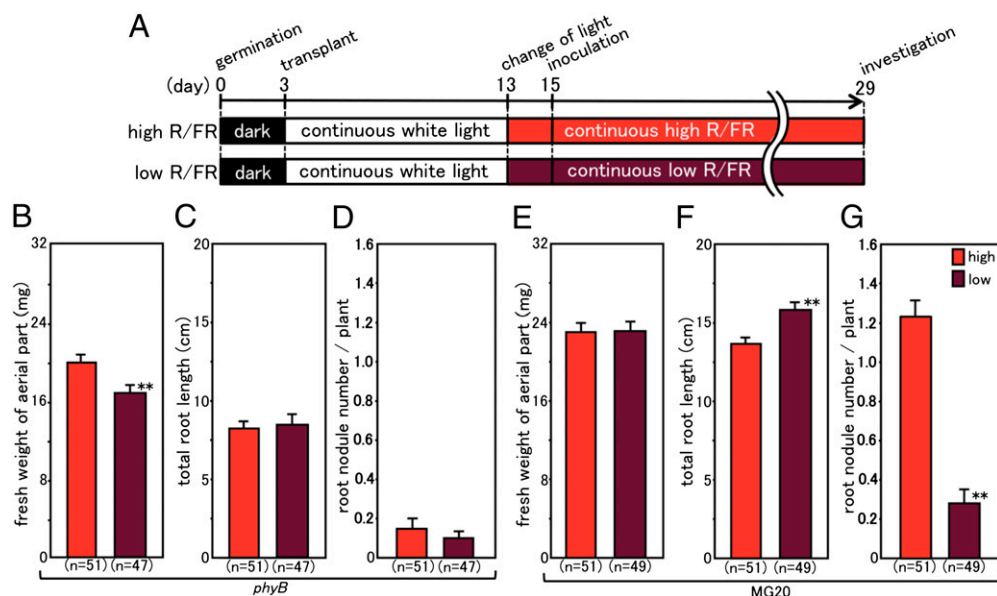 A
germination
transplant
change of light
inoculation
investigation
(day) 0 3 13 15 29
high R/FR dark continuous white light continuous high R/FR
low R/FR dark continuous white light continuous low R/FR
B C D E F G
fresh weight of aerial part (mg)
32
24
16
8
0
**
(n=51) (n=47)
total root length (cm)
20
15
10
5
0
(n=51) (n=47)
root nodule number / plant
1.6
1.4
1.2
1.0
0.8
0.6
0.4
0.2
0
(n=51) (n=47)
phyB
fresh weight of aerial part (mg)
32
24
16
8
0
(n=51) (n=49)
total root length (cm)
20
15
10
5
0
**
(n=51) (n=49)
root nodule number / plant
1.6
1.4
1.2
1.0
0.8
0.6
0.4
0.2
0
high
low
**
(n=51) (n=49)
MG20